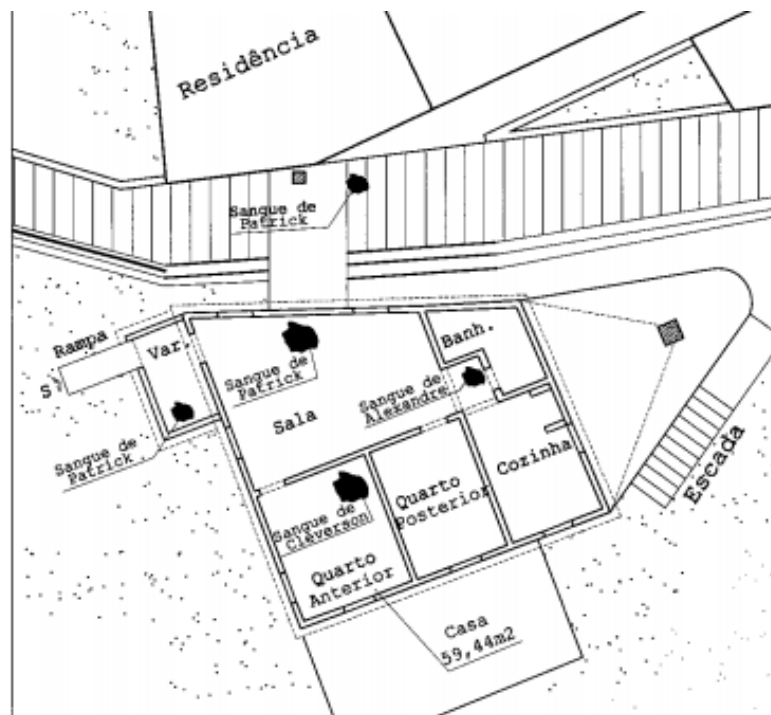 Residência
Sangue de
Patrick
Rampa
S
Var.
Banh.
Sangue de
Patrick
Sangue de
Alexandre
Sala
Sangue de
Patrick
Cozinha
Quarto
Posterior
Escada
Sangue de
Cleverson
Quarto
Anterior
Casa
59,44m2